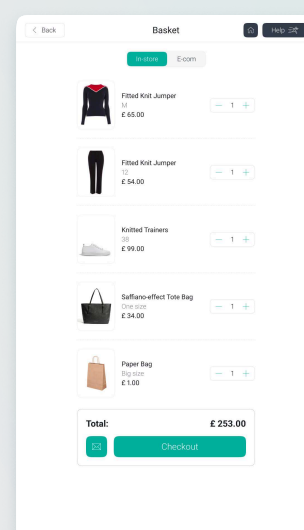 Back
Basket
Help
In-store
E-com
Fitted Knit Jumper
M
£ 65.00
1
Fitted Knit Jumper
12
£ 54.00
1
Knitted Trainers
38
£ 99.00
1
Saffiano-effect Tote Bag
One size
£ 34.00
1
Paper Bag
Big size
£ 1.00
1
Total:
£ 253.00
Checkout